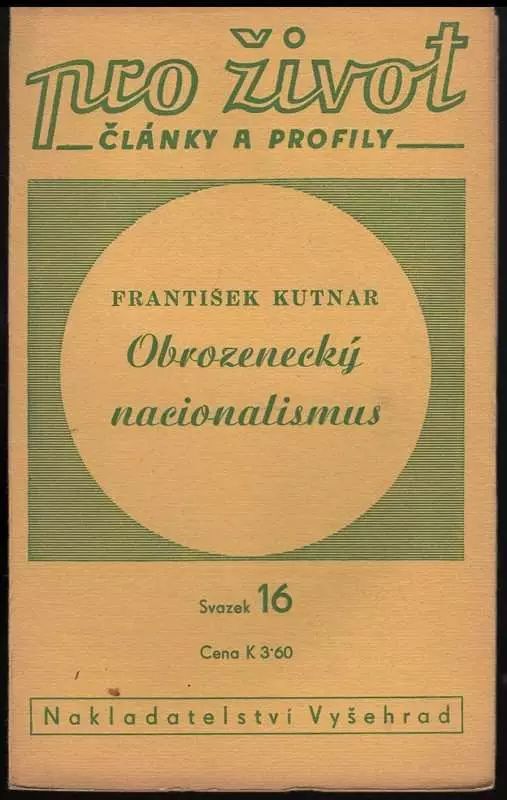 pro život
ČLÁNKY A PROFILY
FRANTIŠEK KUTNAR
Obrozenecký
nacionalismus
Svazek 16
Cena K 3·60
Nakladatelství Vyšehrad